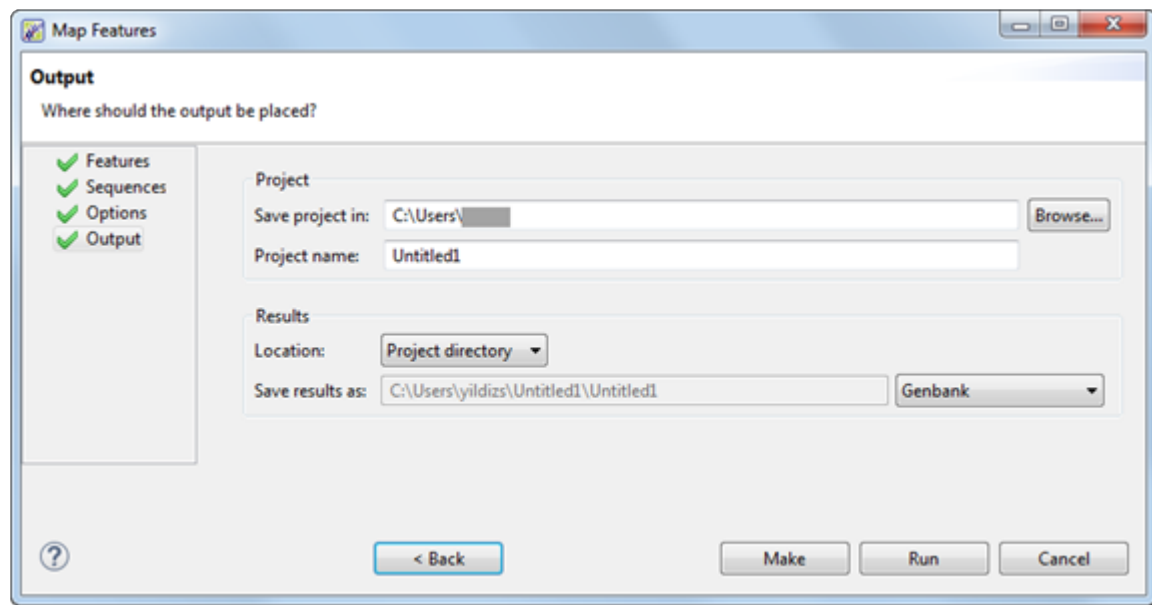 Map Features
Output
Where should the output be placed?
Features
Sequences
Options
Output
Project
Save project in: C:\Users\ Browse...
Project name: Untitled1
Results
Location: Project directory
Save results as: C:\Users\yildizs\Untitled1\Untitled1 Genbank
? < Back Make Run Cancel